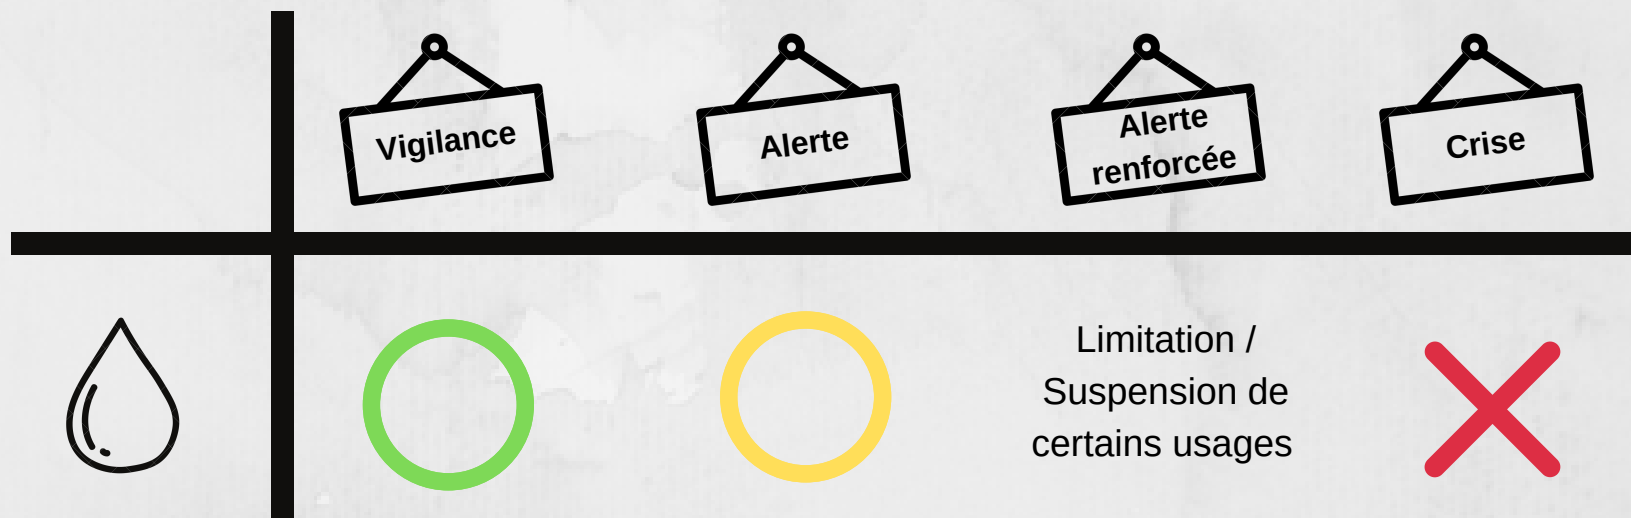 Vigilance
Alerte
Alerte
renforcée
Crise
Limitation /
Suspension de
certains usages